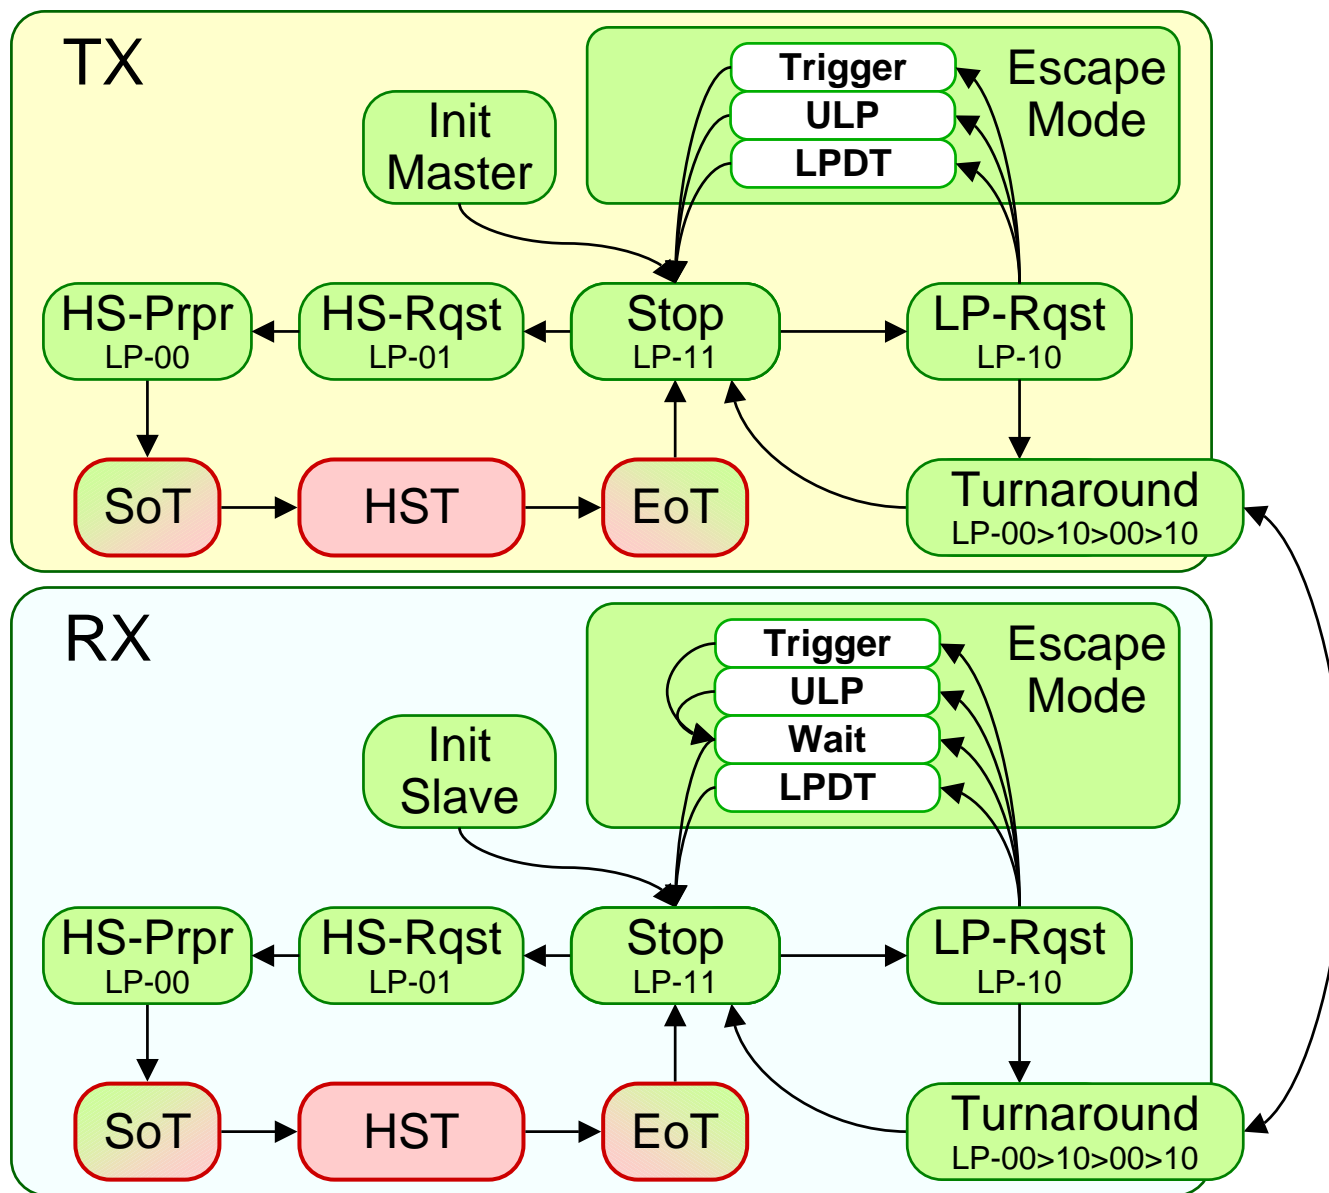 TX
Trigger
ULP
LPDT
Escape
Mode
Init
Master
HS-Prpr
LP-00
HS-Rqst
LP-01
Stop
LP-11
LP-Rqst
LP-10
SoT
HST
EoT
Turnaround
LP-00>10>00>10
RX
Trigger
ULP
Wait
LPDT
Escape
Mode
Init
Slave
HS-Prpr
LP-00
HS-Rqst
LP-01
Stop
LP-11
LP-Rqst
LP-10
SoT
HST
EoT
Turnaround
LP-00>10>00>10